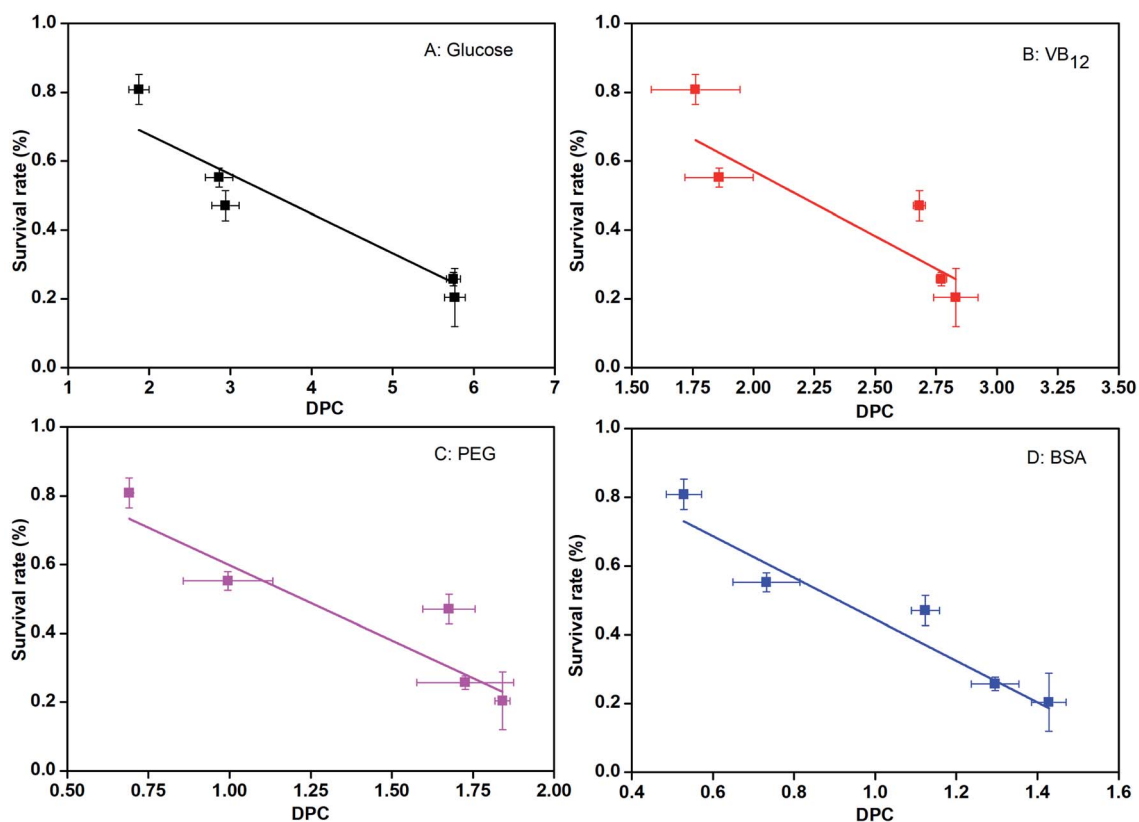 A: Glucose
Survival rate (%)
1.0
0.8
0.6
0.4
0.2
0.0
1 2 3 4 5 6 7
DPC
B: VB12
Survival rate (%)
1.0
0.8
0.6
0.4
0.2
0.0
1.50 1.75 2.00 2.25 2.50 2.75 3.00 3.25 3.50
DPC
C: PEG
Survival rate (%)
1.0
0.8
0.6
0.4
0.2
0.0
0.50 0.75 1.00 1.25 1.50 1.75 2.00
DPC
D: BSA
Survival rate (%)
1.0
0.8
0.6
0.4
0.2
0.0
0.4 0.6 0.8 1.0 1.2 1.4 1.6
DPC